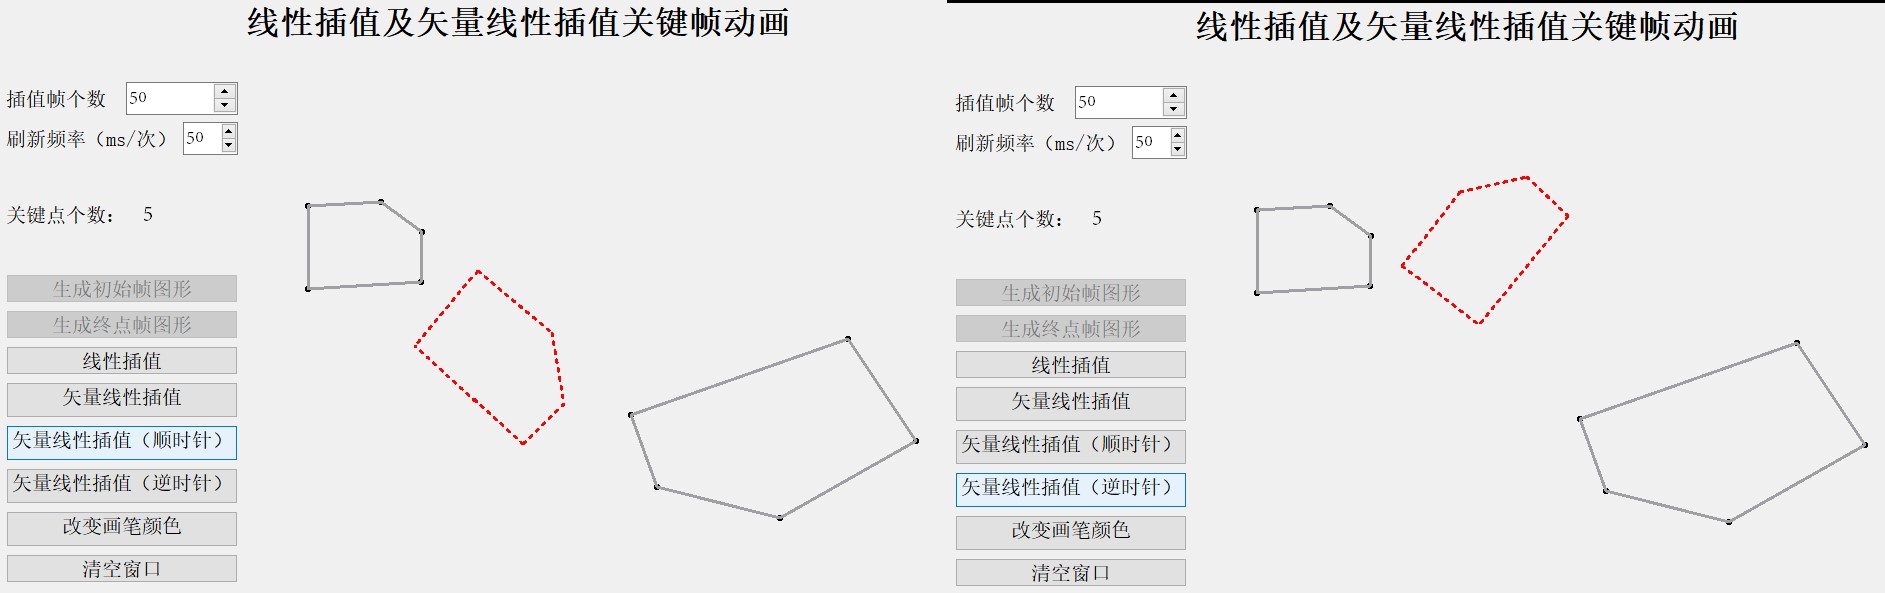 线性插值及矢量线性插值关键帧动画
插值帧个数 50
刷新频率（ms/次） 50
关键点个数： 5
生成初始帧图形
生成终点帧图形
线性插值
矢量线性插值
矢量线性插值（顺时针）
矢量线性插值（逆时针）
改变画笔颜色
清空窗口
线性插值及矢量线性插值关键帧动画
插值帧个数 50
刷新频率（ms/次） 50
关键点个数： 5
生成初始帧图形
生成终点帧图形
线性插值
矢量线性插值
矢量线性插值（顺时针）
矢量线性插值（逆时针）
改变画笔颜色
清空窗口